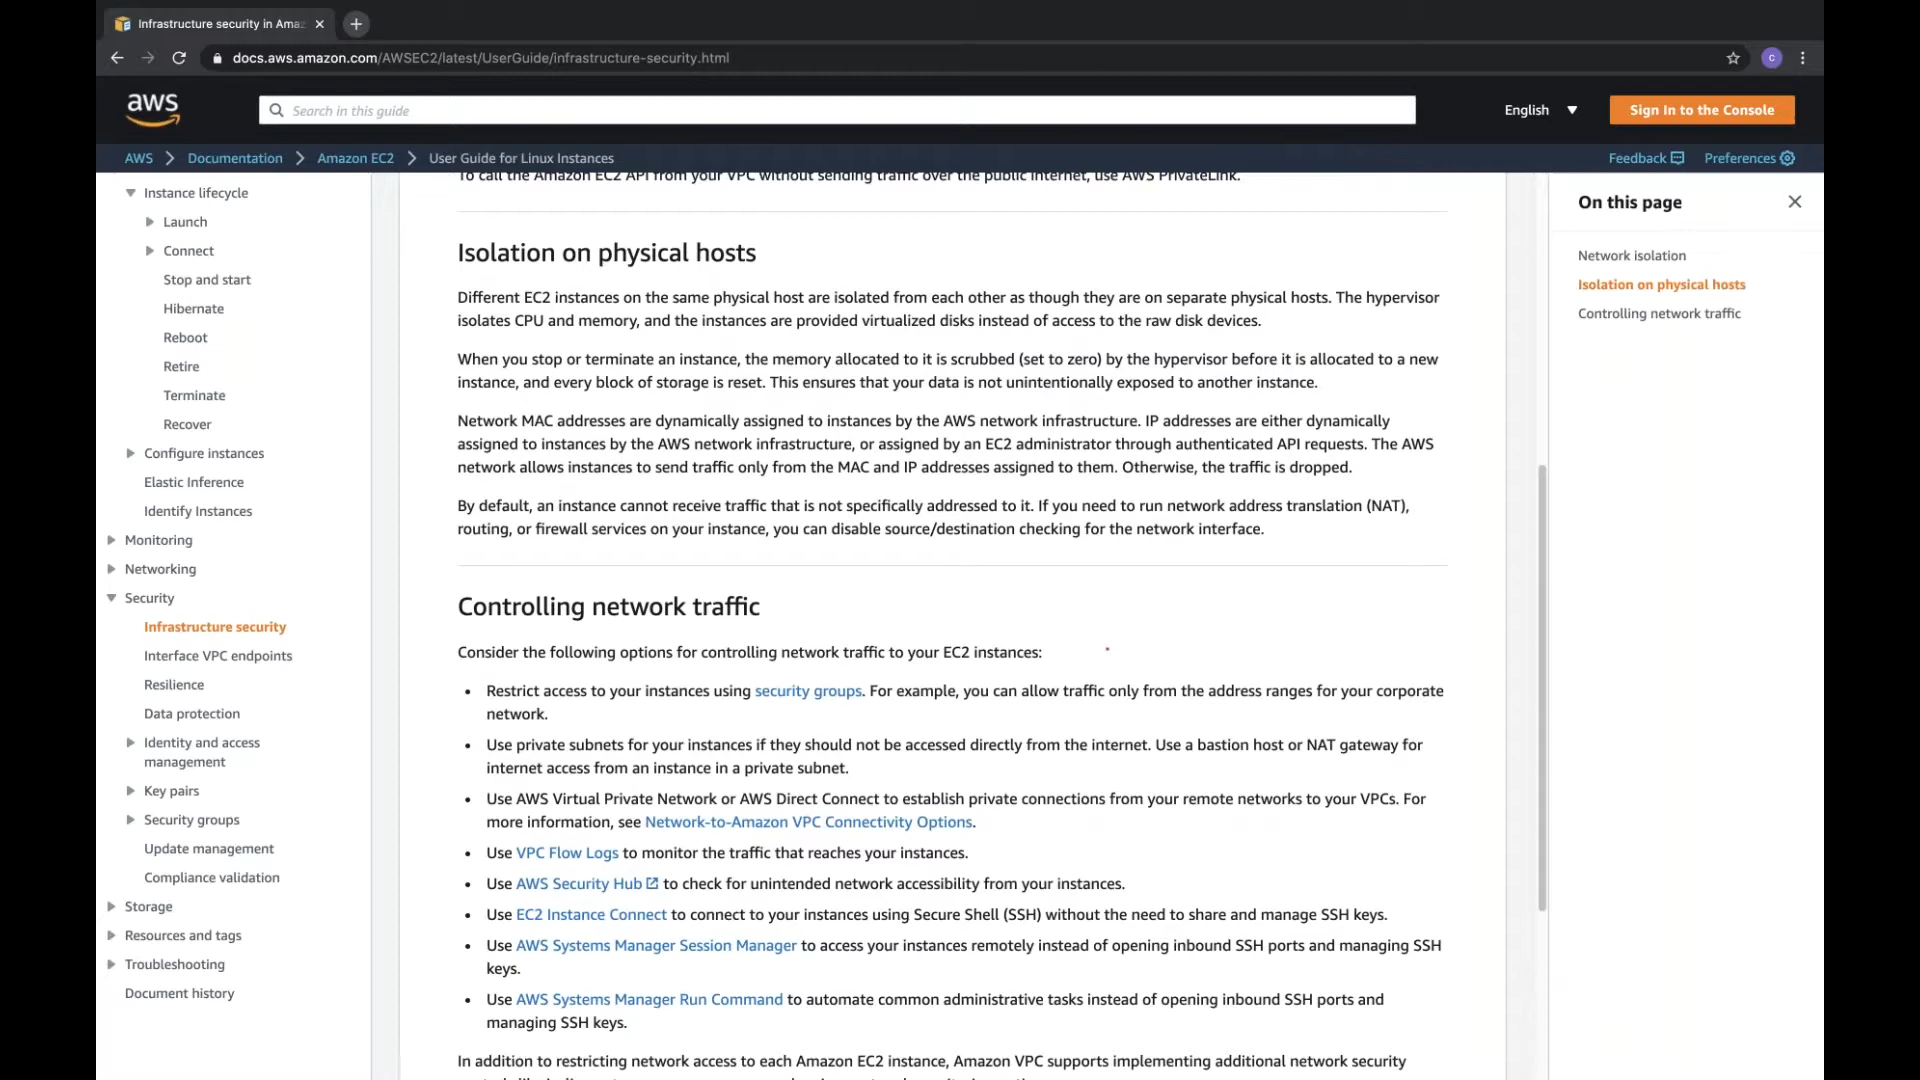 Infrastructure security in Ama
docs.aws.amazon.com/AWSEC2/latest/UserGuide/infrastructure-security.html
C
aws
Search in this guide
English
Sign In to the Console
AWS
Documentation
Amazon EC2
User Guide for Linux Instances
Feedback
Preferences
Instance lifecycle
Launch
Connect
Stop and start
Hibernate
Reboot
Retire
Terminate
Recover
Configure instances
Elastic Inference
Identify Instances
Monitoring
Networking
Security
Infrastructure security
Interface VPC endpoints
Resilience
Data protection
Identity and access
management
Key pairs
Security groups
Update management
Compliance validation
Storage
Resources and tags
Troubleshooting
Document history
To call the Amazon EC2 API from your VPC without sending traffic over the public internet, use AWS PrivateLink.
Isolation on physical hosts
Different EC2 instances on the same physical host are isolated from each other as though they are on separate physical hosts. The hypervisor
isolates CPU and memory, and the instances are provided virtualized disks instead of access to the raw disk devices.
When you stop or terminate an instance, the memory allocated to it is scrubbed (set to zero) by the hypervisor before it is allocated to a new
instance, and every block of storage is reset. This ensures that your data is not unintentionally exposed to another instance.
Network MAC addresses are dynamically assigned to instances by the AWS network infrastructure. IP addresses are either dynamically
assigned to instances by the AWS network infrastructure, or assigned by an EC2 administrator through authenticated API requests. The AWS
network allows instances to send traffic only from the MAC and IP addresses assigned to them. Otherwise, the traffic is dropped.
By default, an instance cannot receive traffic that is not specifically addressed to it. If you need to run network address translation (NAT),
routing, or firewall services on your instance, you can disable source/destination checking for the network interface.
Controlling network traffic
Consider the following options for controlling network traffic to your EC2 instances:
• Restrict access to your instances using security groups. For example, you can allow traffic only from the address ranges for your corporate
network.
• Use private subnets for your instances if they should not be accessed directly from the internet. Use a bastion host or NAT gateway for
internet access from an instance in a private subnet.
• Use AWS Virtual Private Network or AWS Direct Connect to establish private connections from your remote networks to your VPCs. For
more information, see Network-to-Amazon VPC Connectivity Options.
• Use VPC Flow Logs to monitor the traffic that reaches your instances.
• Use AWS Security Hub to check for unintended network accessibility from your instances.
• Use EC2 Instance Connect to connect to your instances using Secure Shell (SSH) without the need to share and manage SSH keys.
• Use AWS Systems Manager Session Manager to access your instances remotely instead of opening inbound SSH ports and managing SSH
keys.
• Use AWS Systems Manager Run Command to automate common administrative tasks instead of opening inbound SSH ports and
managing SSH keys.
In addition to restricting network access to each Amazon EC2 instance, Amazon VPC supports implementing additional network security
On this page
Network isolation
Isolation on physical hosts
Controlling network traffic